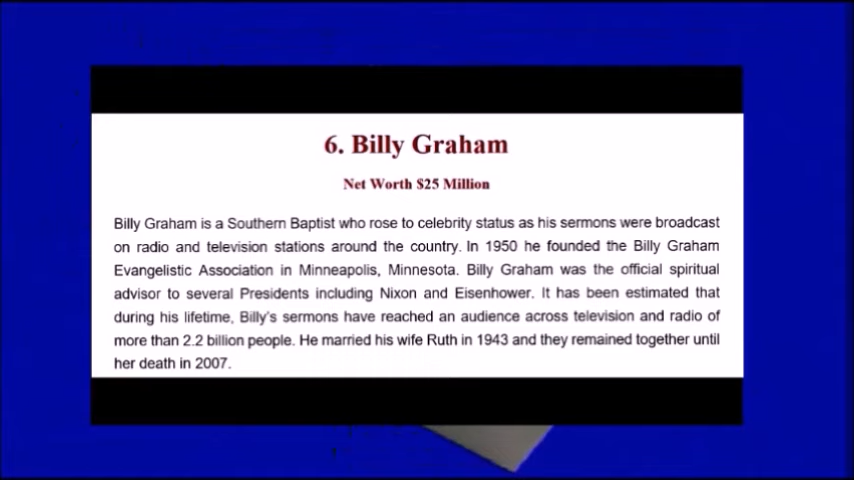 6. Billy Graham
Net Worth $25 Million
Billy Graham is a Southern Baptist who rose to celebrity status as his sermons were broadcast
on radio and television stations around the country. In 1950 he founded the Billy Graham
Evangelistic Association in Minneapolis, Minnesota. Billy Graham was the official spiritual
advisor to several Presidents including Nixon and Eisenhower. It has been estimated that
during his lifetime, Billy's sermons have reached an audience across television and radio of
more than 2.2 billion people. He married his wife Ruth in 1943 and they remained together until
her death in 2007.